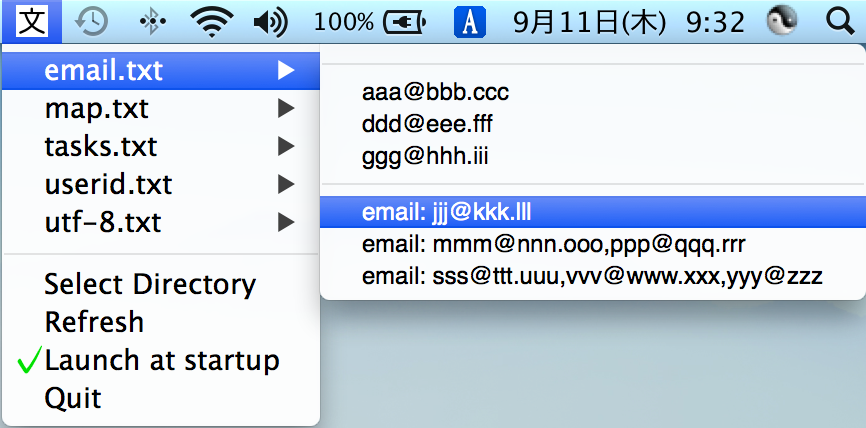 文 100% A 9月11日(木) 9:32
email.txt
map.txt
tasks.txt
userid.txt
utf-8.txt
Select Directory
Refresh
Launch at startup
Quit
aaa@bbb.ccc
ddd@eee.fff
ggg@hhh.iii
email: jjj@kkk.lll
email: mmm@nnn.ooo,ppp@qqq.rrr
email: sss@ttt.uuu,vvv@www.xxx,yyy@zzz